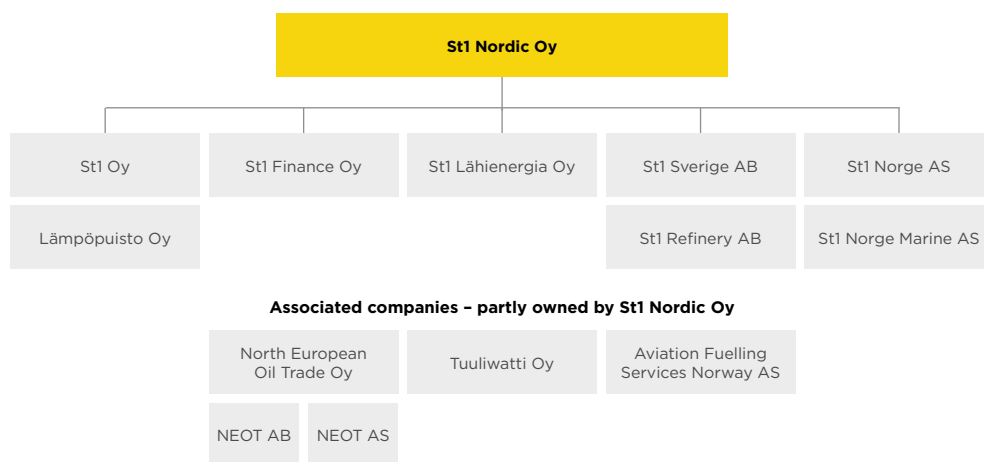 St1 Nordic Oy
St1 Oy
St1 Finance Oy
St1 Lähienergia Oy
St1 Sverige AB
St1 Norge AS
Lämpöpuisto Oy
St1 Refinery AB
St1 Norge Marine AS
Associated companies – partly owned by St1 Nordic Oy
North European
Oil Trade Oy
Tuuliwatti Oy
Aviation Fuelling
Services Norway AS
NEOT AB
NEOT AS